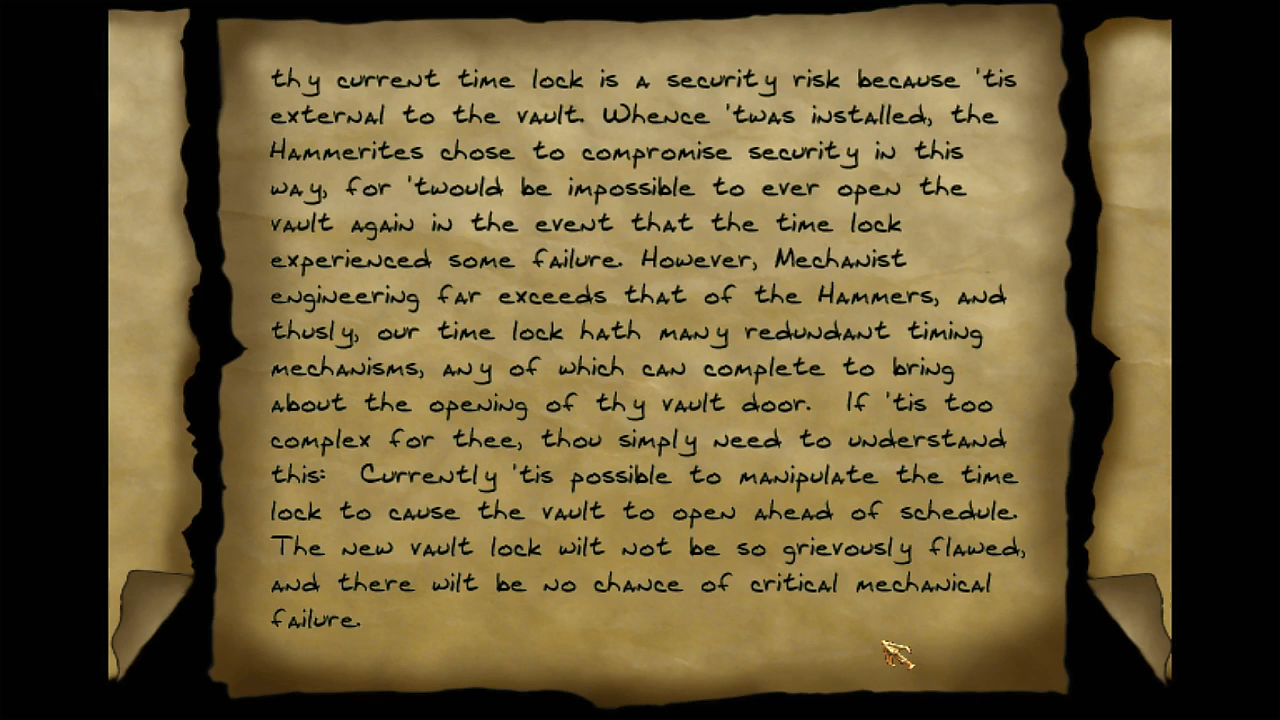 thy current time lock is a security risk because 'tis
external to the vault. Whence 'twas installed, the
Hammerites chose to compromise security in this
way, for 'twould be impossible to ever open the
vault again in the event that the time lock
experienced some failure. However, Mechanist
engineering far exceeds that of the Hammers, and
thusly, our time lock hath many redundant timing
mechanisms, any of which can complete to bring
about the opening of thy vault door.  If 'tis too
complex for thee, thou simply need to understand
this:  Currently 'tis possible to manipulate the time
lock to cause the vault to open ahead of schedule.
The new vault lock wilt not be so grievously flawed,
and there wilt be no chance of critical mechanical
failure.